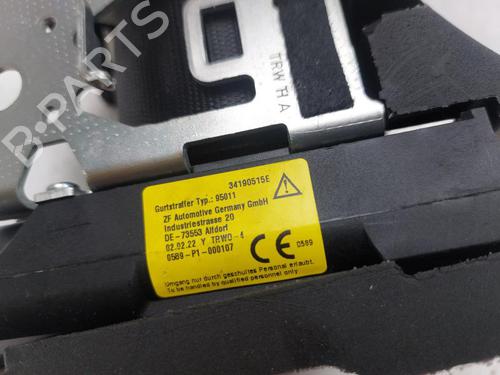 B-PARTS
TRW H A
34190515E
Gurtstraffer Typ.: 95011
ZF Automotive Germany GmbH
Industriestrasse 20
DE-73553 Alfdorf
02.02.22 Y TRWO-4
0589-P1-000107
CE 0589
Umgang nur durch geschultes Personal erlaubt.
To be handled by qualified personnel only